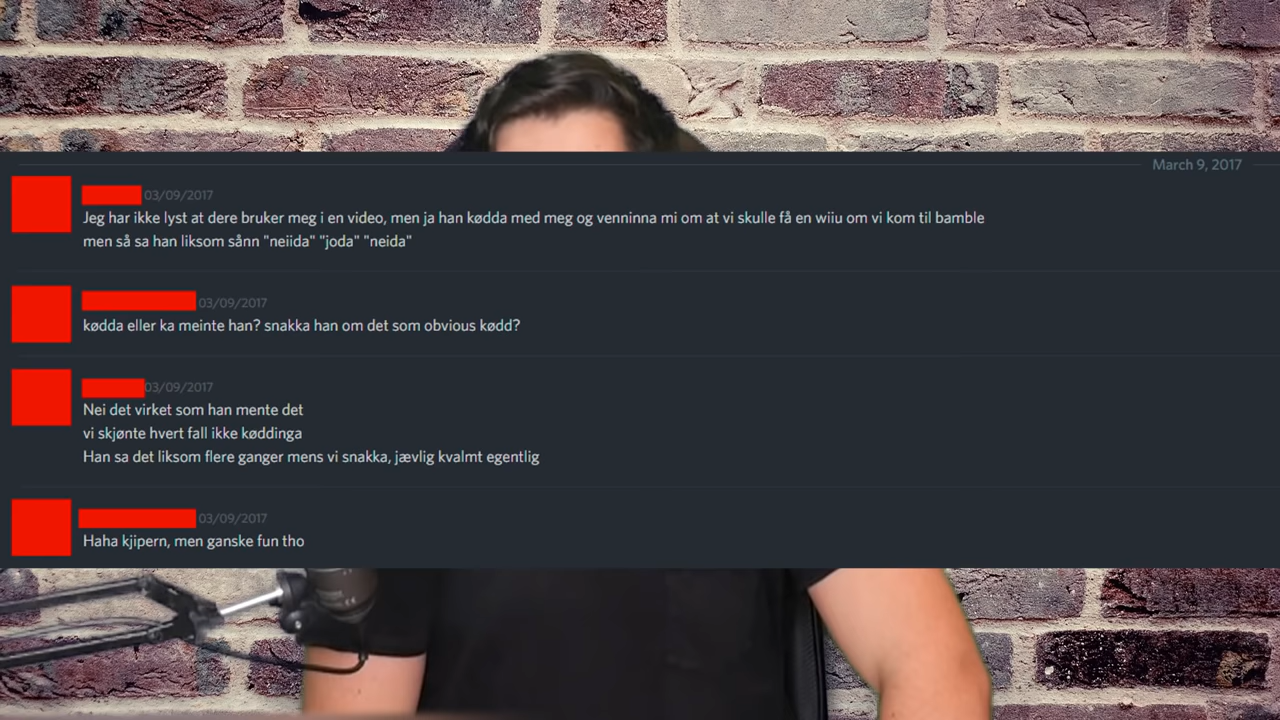 March 9, 2017
03/09/2017
Jeg har ikke lyst at dere bruker meg i en video, men ja han kødda med meg og venninna mi om at vi skulle få en wiiu om vi kom til bamble
men så sa han liksom sånn "neiida" "joda" "neida"
03/09/2017
kødda eller ka meinte han? snakka han om det som obvious kødd?
03/09/2017
Nei det virket som han mente det
vi skjønte hvert fall ikke køddinga
Han sa det liksom flere ganger mens vi snakka, jævlig kvalmt egentlig
03/09/2017
Haha kjipern, men ganske fun tho